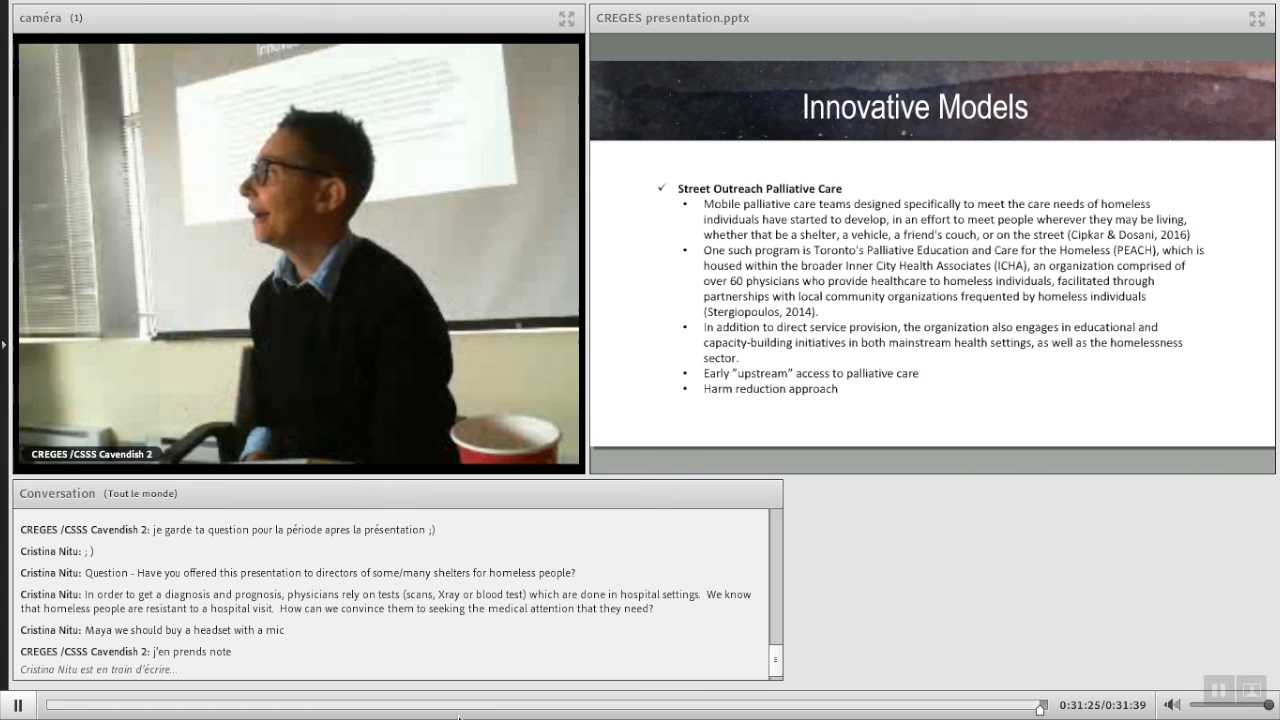 caméra (1)
CREGES presentation.pptx
Innovative Models
✓ Street Outreach Palliative Care
• Mobile palliative care teams designed specifically to meet the care needs of homeless
individuals have started to develop, in an effort to meet people wherever they may be living,
whether that be a shelter, a vehicle, a friend's couch, or on the street (Cipkar & Dosani, 2016)
• One such program is Toronto's Palliative Education and Care for the Homeless (PEACH), which is
housed within the broader Inner City Health Associates (ICHA), an organization comprised of
over 60 physicians who provide healthcare to homeless individuals, facilitated through
partnerships with local community organizations frequented by homeless individuals
(Stergiopoulos, 2014).
• In addition to direct service provision, the organization also engages in educational and
capacity-building initiatives in both mainstream health settings, as well as the homelessness
sector.
• Early “upstream” access to palliative care
• Harm reduction approach
CREGES /CSSS Cavendish 2
Conversation (Tout le monde)
CREGES /CSSS Cavendish 2: je garde ta question pour la période apres la présentation ;)
Cristina Nitu: ; )
Cristina Nitu: Question - Have you offered this presentation to directors of some/many shelters for homeless people?
Cristina Nitu: In order to get a diagnosis and prognosis, physicians rely on tests (scans, Xray or blood test) which are done in hospital settings. We know
that homeless people are resistant to a hospital visit. How can we convince them to seeking the medical attention that they need?
Cristina Nitu: Maya we should buy a headset with a mic
CREGES /CSSS Cavendish 2: j'en prends note
Cristina Nitu est en train d'écrire...
0:31:25/0:31:39